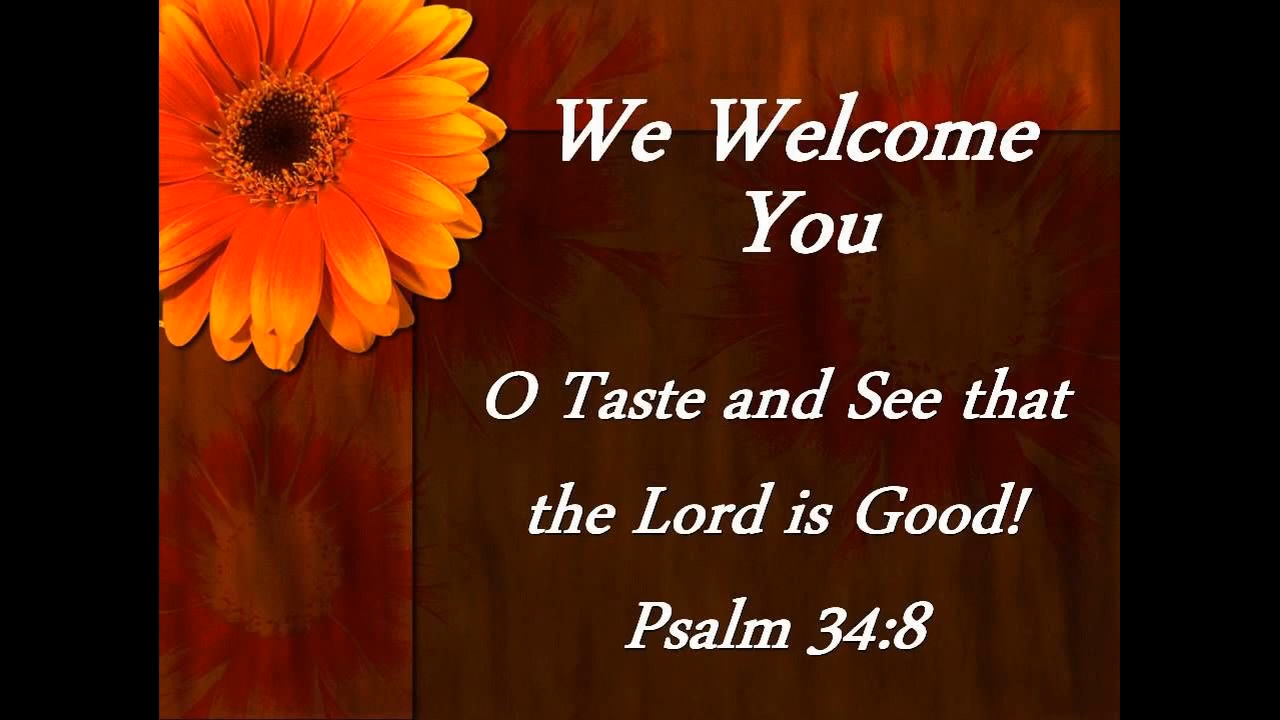 We Welcome
You
O Taste and See that
the Lord is Good!
Psalm 34:8